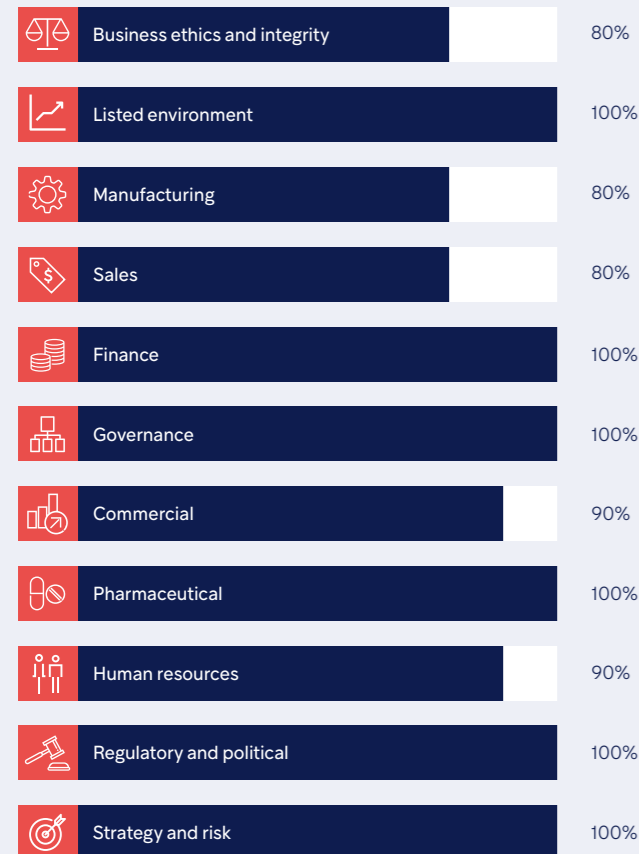 Business ethics and integrity 80%
Listed environment 100%
Manufacturing 80%
Sales 80%
$
Finance 100%
Governance 100%
Commercial 90%
Pharmaceutical 100%
Human resources 90%
Regulatory and political 100%
Strategy and risk 100%